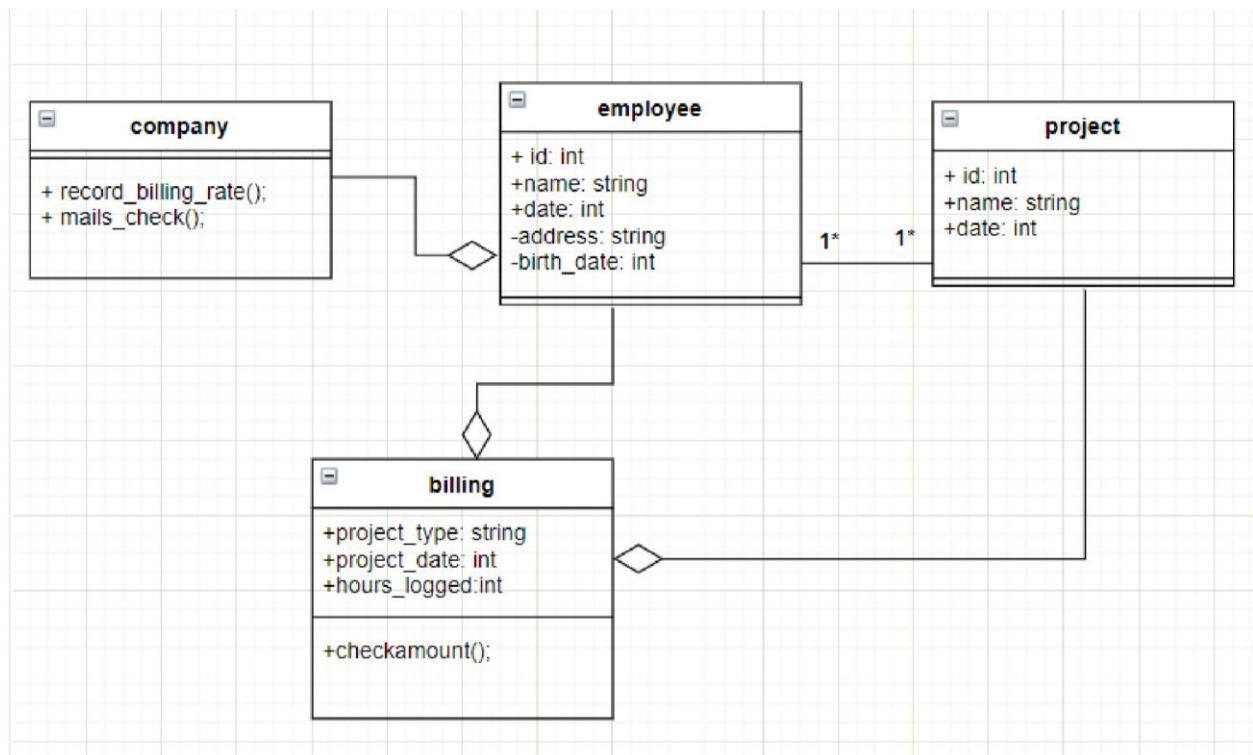 company
+ record_billing_rate();
+ mails_check();
employee
+ id: int
+name: string
+date: int
-address: string
-birth_date: int
1*
1*
project
+ id: int
+name: string
+date: int
billing
+project_type: string
+project_date: int
+hours_logged:int
+checkamount();